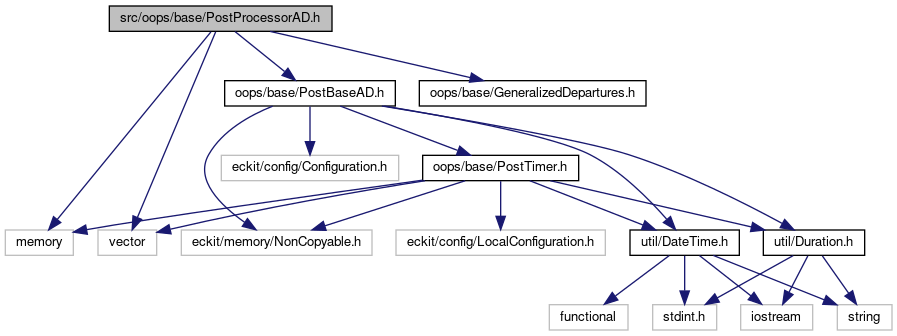 src/oops/base/PostProcessorAD.h
oops/base/PostBaseAD.h
oops/base/GeneralizedDepartures.h
eckit/config/Configuration.h
oops/base/PostTimer.h
memory
vector
eckit/memory/NonCopyable.h
eckit/config/LocalConfiguration.h
util/DateTime.h
util/Duration.h
functional
stdint.h
iostream
string